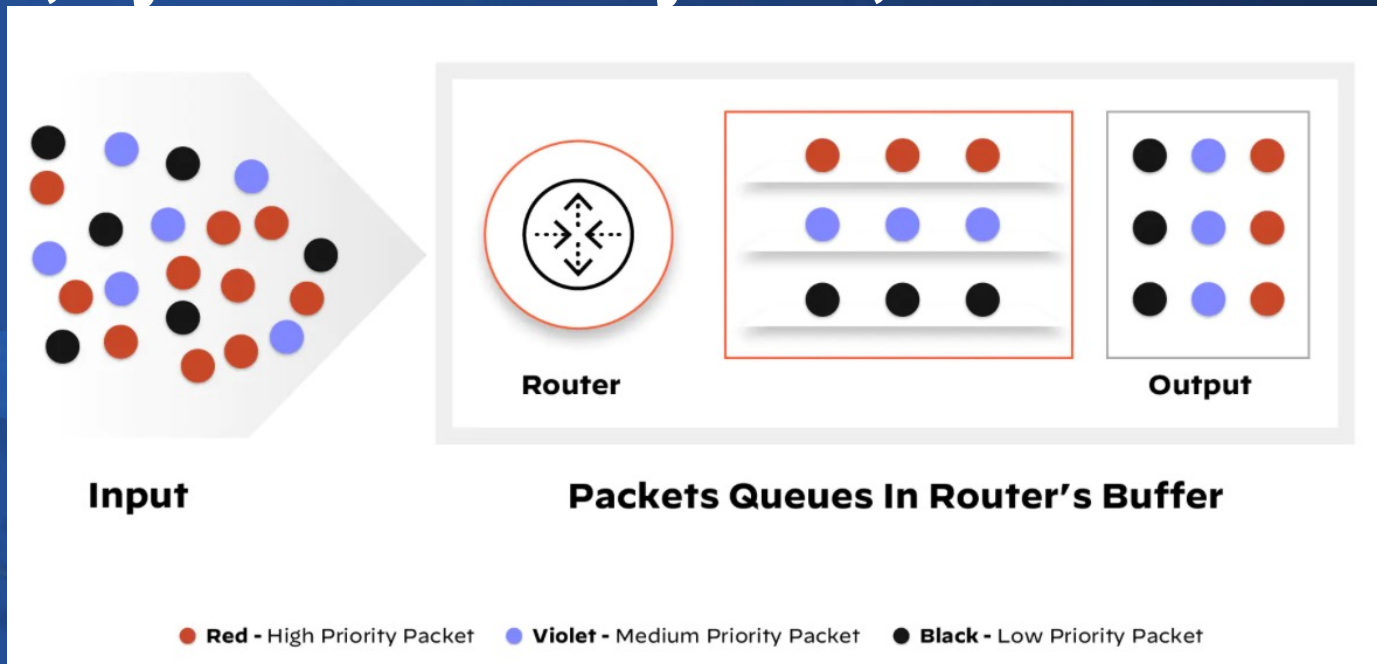 Router
Output
Input
Packets Queues In Router's Buffer
Red - High Priority Packet
Violet - Medium Priority Packet
Black - Low Priority Packet